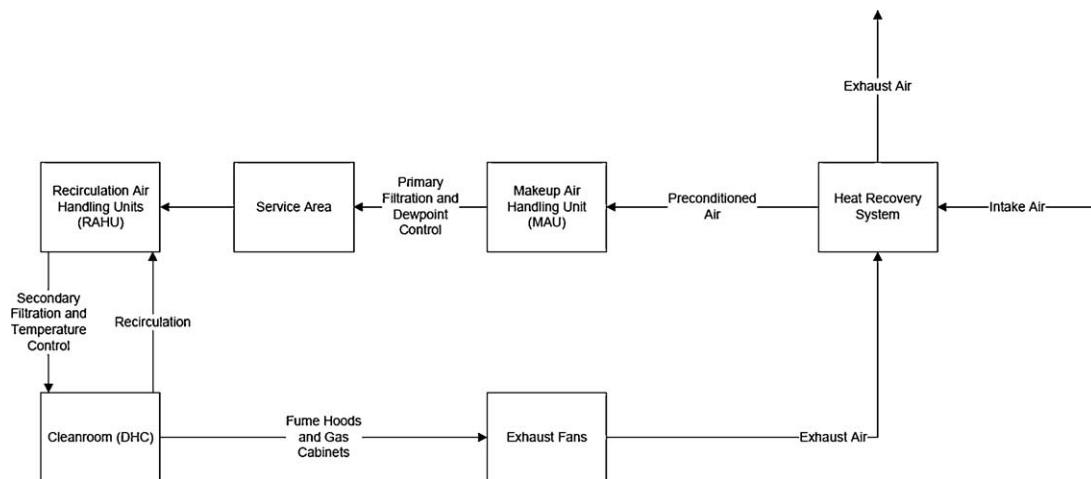 Exhaust Air
Recirculation Air
Handling Units
(RAHU)
Service Area
Primary
Filtration and
Dewpoint
Control
Makeup Air
Handling Unit
(MAU)
Preconditioned
Air
Heat Recovery
System
Intake Air
Secondary
Filtration and
Temperature
Control
Recirculation
Cleanroom (DHC)
Fume Hoods
and Gas
Cabinets
Exhaust Fans
Exhaust Air